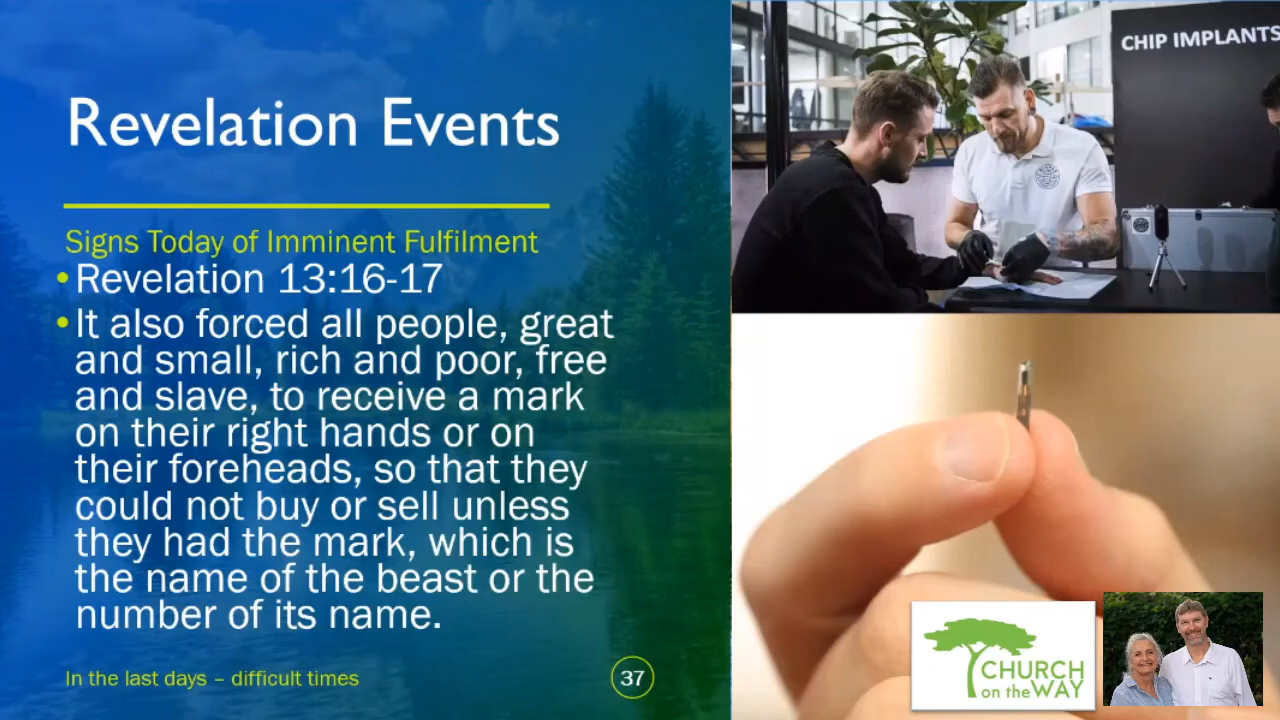 Revelation Events
Signs Today of Imminent Fulfilment
•Revelation 13:16-17
•It also forced all people, great
and small, rich and poor, free
and slave, to receive a mark
on their right hands or on
their foreheads, so that they
could not buy or sell unless
they had the mark, which is
the name of the beast or the
number of its name.
In the last days – difficult times
37
CHIP IMPLANTS
CHURCH
on the WAY